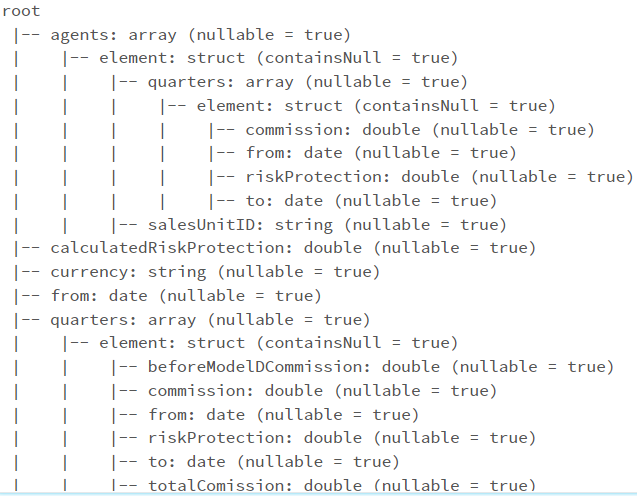 root
 |-- agents: array (nullable = true)
 |    |-- element: struct (containsNull = true)
 |    |    |-- quarters: array (nullable = true)
 |    |    |    |-- element: struct (containsNull = true)
 |    |    |    |    |-- commission: double (nullable = true)
 |    |    |    |    |-- from: date (nullable = true)
 |    |    |    |    |-- riskProtection: double (nullable = true)
 |    |    |    |    |-- to: date (nullable = true)
 |    |    |-- salesUnitID: string (nullable = true)
 |-- calculatedRiskProtection: double (nullable = true)
 |-- currency: string (nullable = true)
 |-- from: date (nullable = true)
 |-- quarters: array (nullable = true)
 |    |-- element: struct (containsNull = true)
 |    |    |-- beforeModelDCommission: double (nullable = true)
 |    |    |-- commission: double (nullable = true)
 |    |    |-- from: date (nullable = true)
 |    |    |-- riskProtection: double (nullable = true)
 |    |    |-- to: date (nullable = true)
 |    |    |-- totalComission: double (nullable = true)